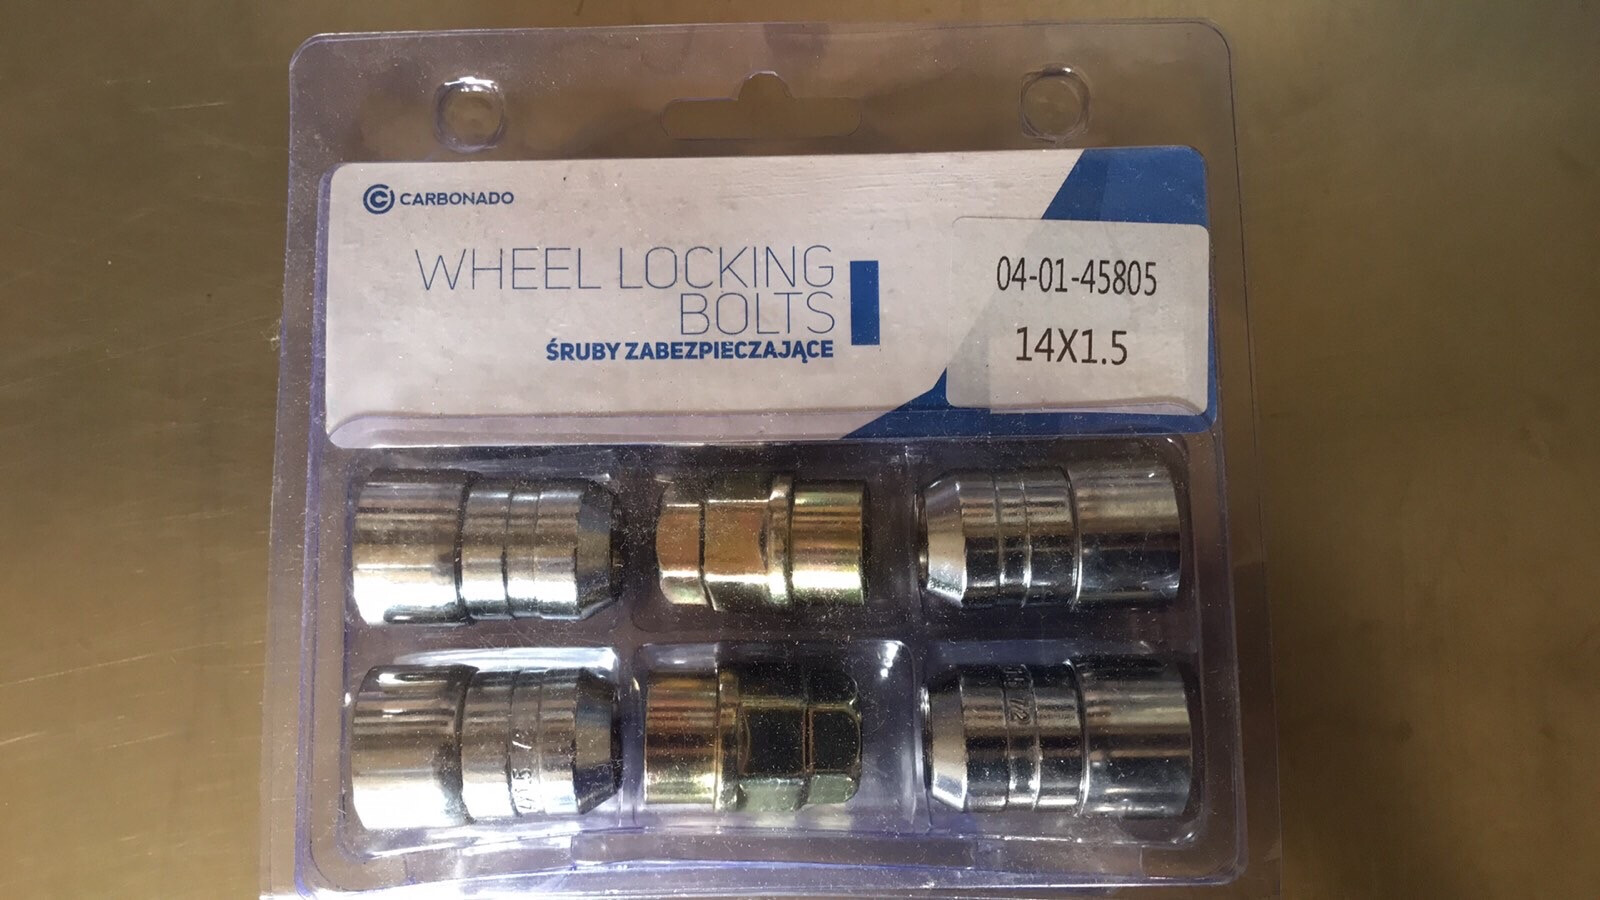 CARBONADO
WHEEL LOCKING
BOLTS
ŚRUBY ZABEZPIECZAJĄCE
04-01-45805
14X1.5